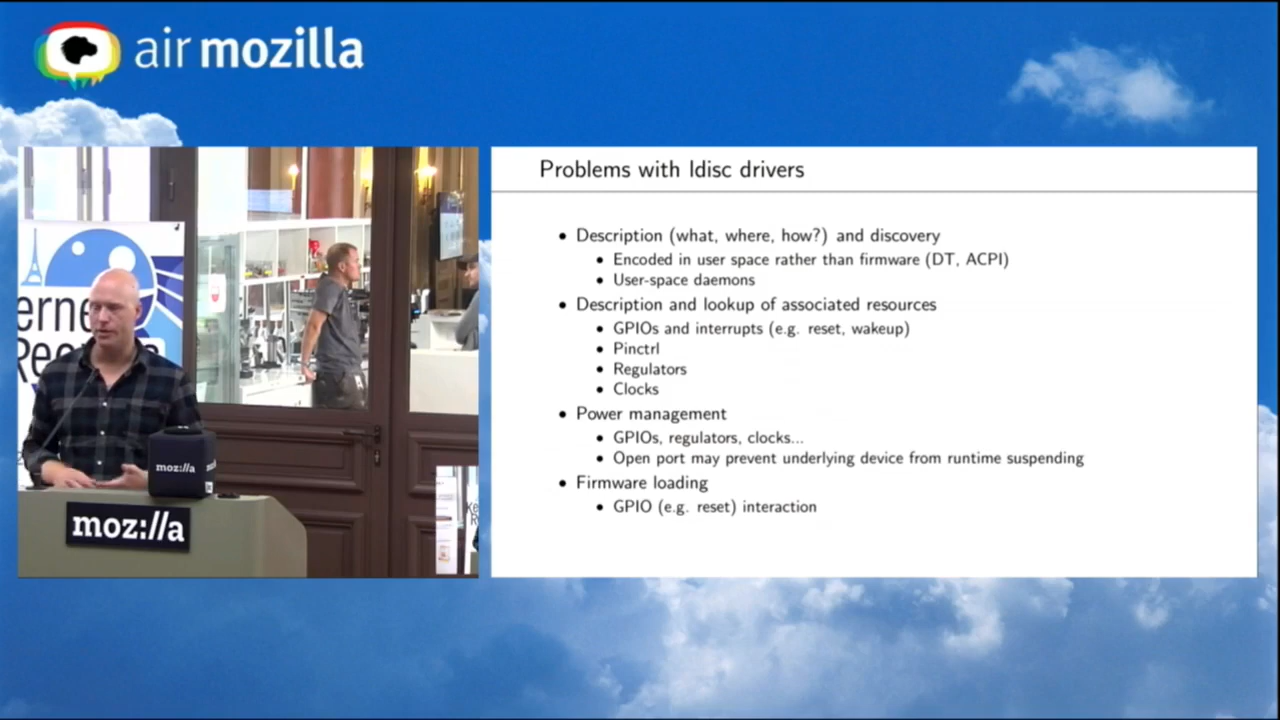 air mozilla
Problems with ldisc drivers
• Description (what, where, how?) and discovery
• Encoded in user space rather than firmware (DT, ACPI)
• User-space daemons
• Description and lookup of associated resources
• GPIOs and interrupts (e.g. reset, wakeup)
• Pinctrl
• Regulators
• Clocks
• Power management
• GPIOs, regulators, clocks...
• Open port may prevent underlying device from runtime suspending
• Firmware loading
• GPIO (e.g. reset) interaction
erne
Re
moz://a
moz://a